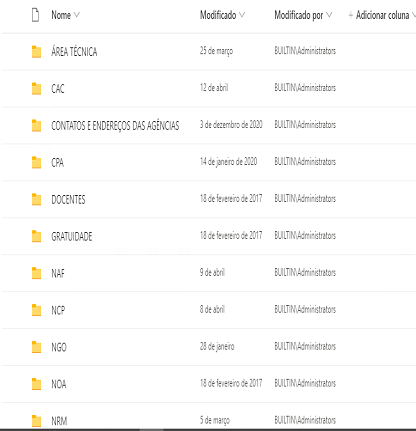 Nome Modificado Modificado por + Adicionar coluna
ÁREA TÉCNICA 25 de março BUILTIN\Administrators
CAC 12 de abril BUILTIN\Administrators
CONTATOS E ENDEREÇOS DAS AGÊNCIAS 3 de dezembro de 2020 BUILTIN\Administrators
CPA 14 de janeiro de 2020 BUILTIN\Administrators
DOCENTES 18 de fevereiro de 2017 BUILTIN\Administrators
GRATUIDADE 18 de fevereiro de 2017 BUILTIN\Administrators
NAF 9 de abril BUILTIN\Administrators
NCP 8 de abril BUILTIN\Administrators
NGO 28 de janeiro BUILTIN\Administrators
NOA 18 de fevereiro de 2017 BUILTIN\Administrators
NRM 5 de março BUILTIN\Administrators